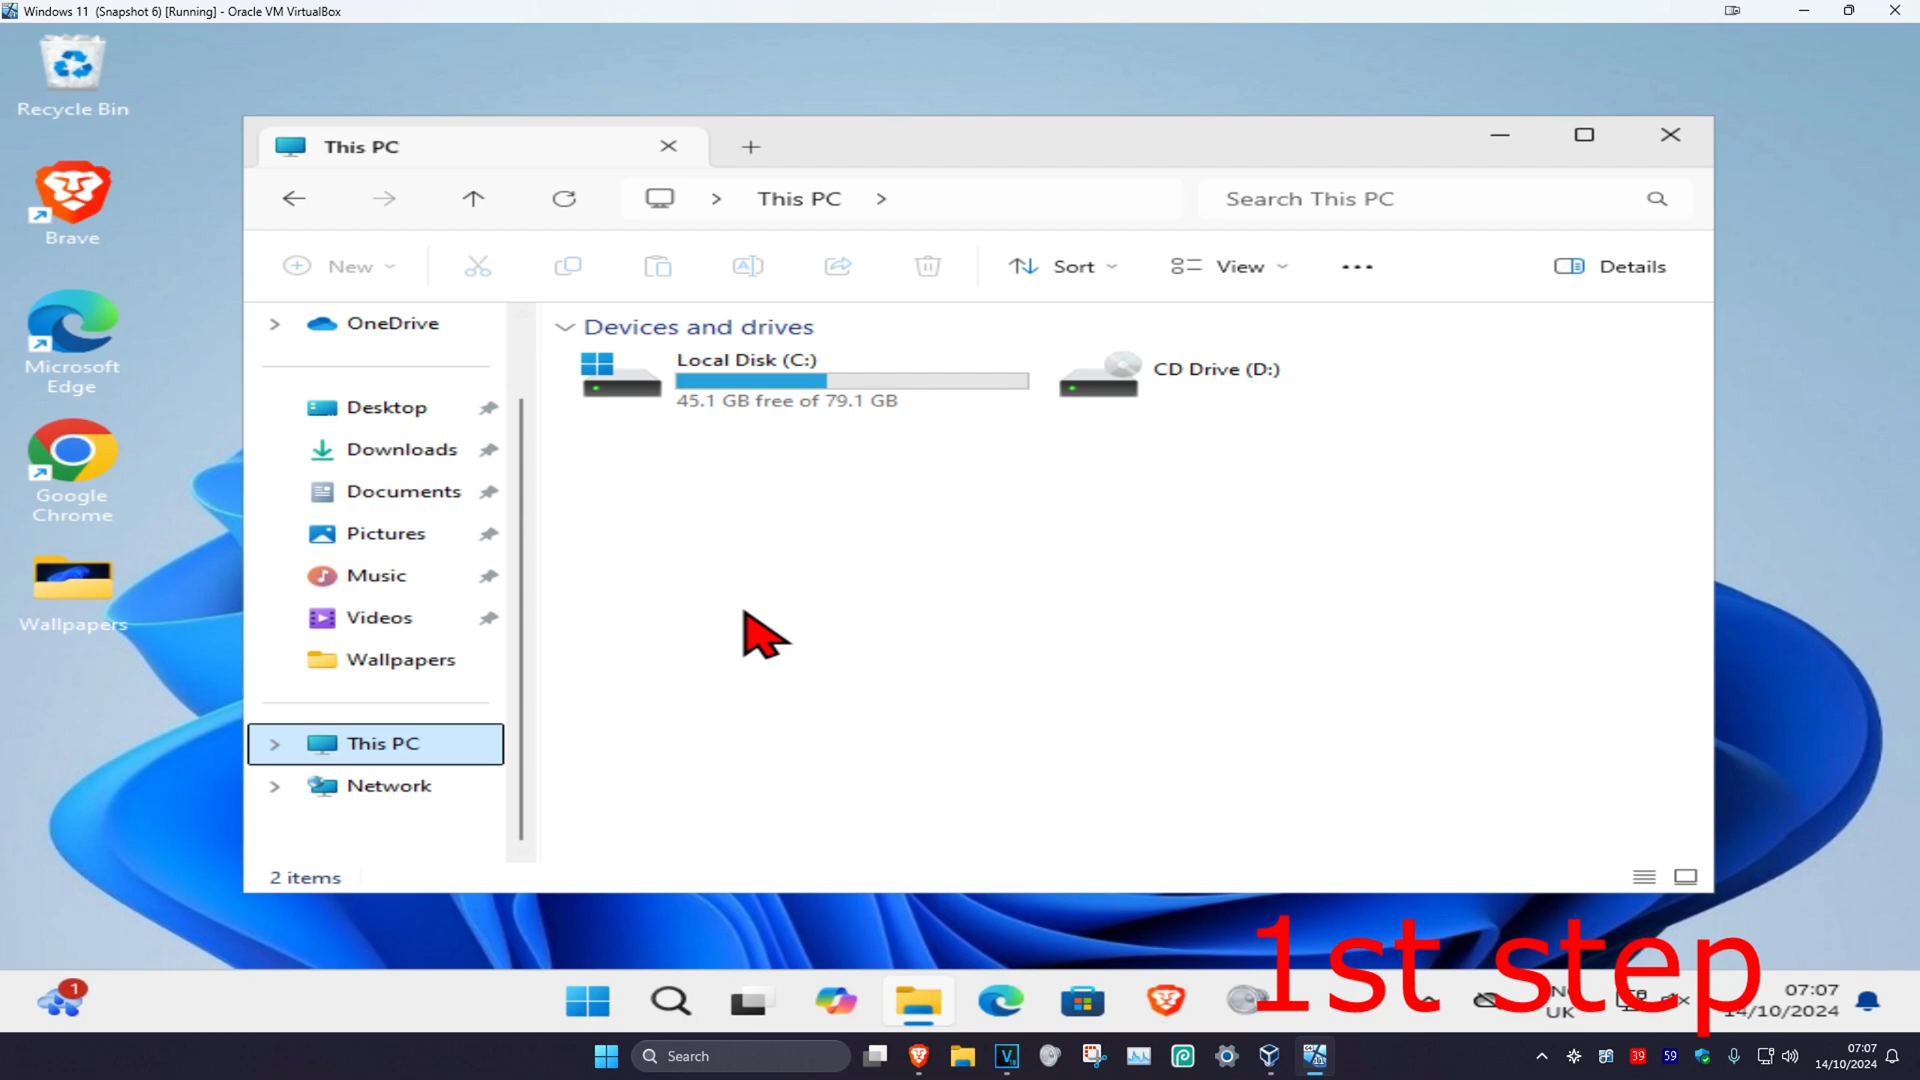 Windows 11 (Snapshot 6) [Running] - Oracle VM VirtualBox
Recycle Bin
Brave
Microsoft
Edge
Google
Chrome
Wallpapers
This PC
This PC
Search This PC
New
Sort
View
Details
OneDrive
Desktop
Downloads
Documents
Pictures
Music
Videos
Wallpapers
This PC
Network
Devices and drives
Local Disk (C:)
45.1 GB free of 79.1 GB
CD Drive (D:)
2 items
1st step
1
UK
07:07
14/10/2024
Search
39
59
07:07
14/10/2024